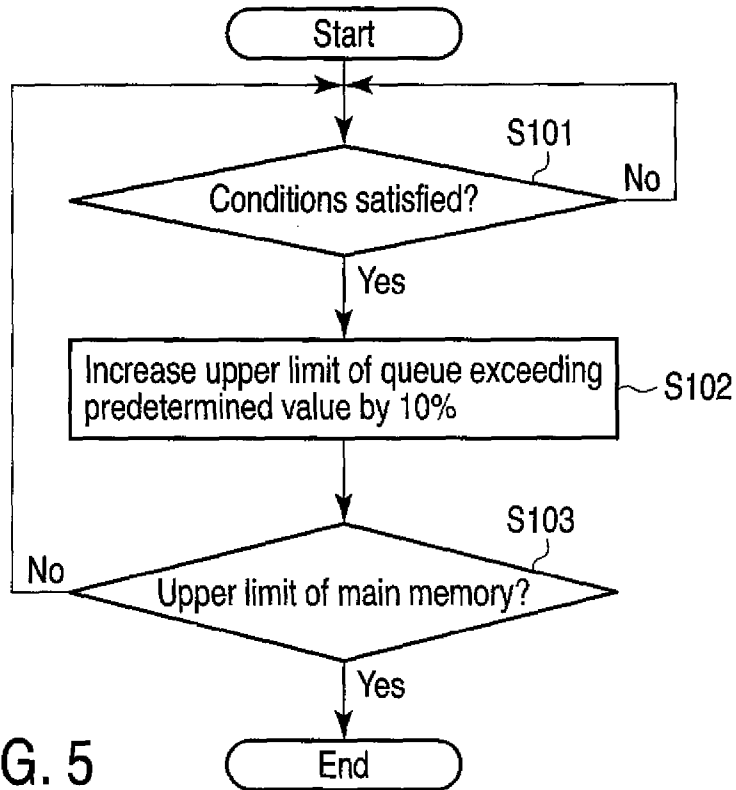 Start
S101
Conditions satisfied?
No
Yes
Increase upper limit of queue exceeding
predetermined value by 10%
S102
S103
No
Upper limit of main memory?
Yes
G. 5
End